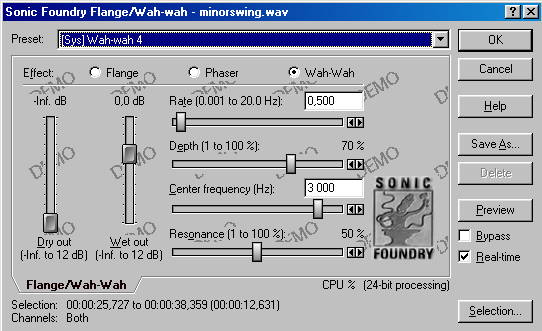 Sonic Foundry Flange/Wah-wah - minorswing.wav
Preset: [Sys] Wah-wah 4
OK
Effect: Flange Phaser Wah-Wah
Cancel
-Inf. dB 0,0 dB
Rate (0.001 to 20.0 Hz): 0,500
Help
Depth (1 to 100 %): 70 %
Save As...
Delete
Center frequency (Hz): 3 000
Preview
Resonance (1 to 100%): 50 %
Bypass
Real-time
Dry out Wet out
(-Inf. to 12 dB) (-Inf. to 12 dB)
SONIC
FOUNDRY
DEMO DEMO DEMO DEMO
DEMO DEMO DEMO
DEMO DEMO DEMO
Flange/Wah-Wah
CPU % (24-bit processing)
Selection: 00:00:25,727 to 00:00:38,359 (00:00:12,631)
Channels: Both
Selection...